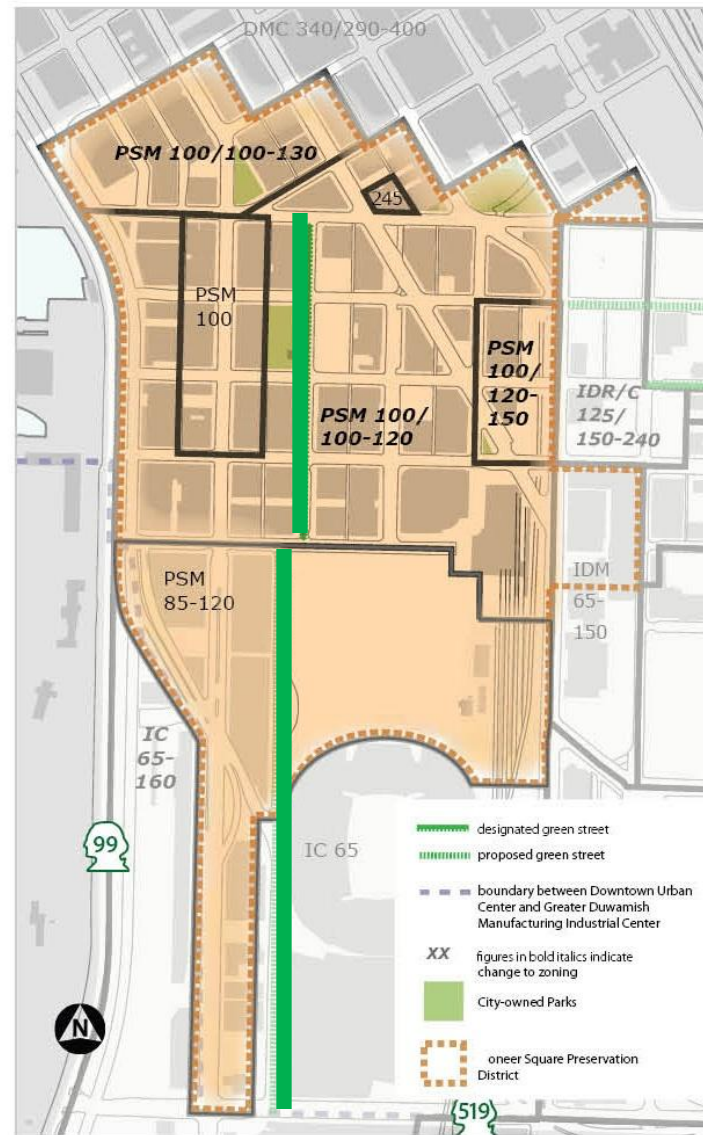 DMC 340/290-400
PSM 100/100-130
245
PSM
100
PSM
100/
120-
150
IDR/C
125/
150-240
PSM 100/
100-120
PSM
85-120
IDM
65-
150
IC
65-
160
99
IC 65
designated green street
proposed green street
boundary between Downtown Urban
Center and Greater Duwamish
Manufacturing Industrial Center
XX
figures in bold italics indicate
change to zoning
City-owned Parks
N
oneer Square Preservation
District
519